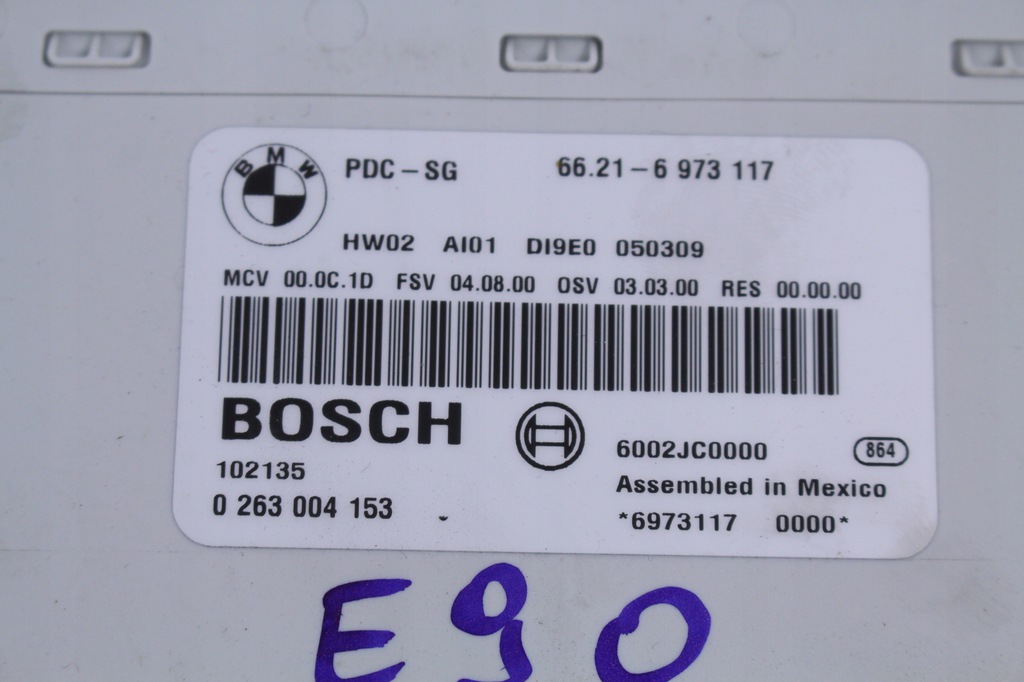 BMW PDC-SG 66.21-6 973 117
HW02 AI01 DI9E0 050309
MCV 00.0C.1D FSV 04.08.00 OSV 03.03.00 RES 00.00.00
BOSCH
6002JC0000 864
102135
Assembled in Mexico
0 263 004 153
*6973117 0000*
E90